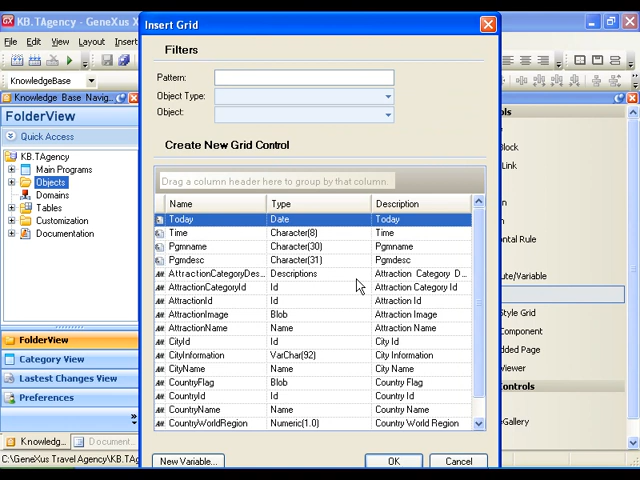 KB.TAgency - GeneXus X
Insert Grid
File Edit View Layout Insert
Filters
Pattern:
KnowledgeBase
Object Type:
Knowledge Base Navig...
Object:
FolderView
Quick Access
Create New Grid Control
KB.TAgency
Main Programs
Objects
Domains
Tables
Customization
Documentation
Drag a column header here to group by that column.
Name Type Description
Today Date Today
Time Character(8) Time
Pgmname Character(30) Pgmname
Pgmdesc Character(31) Pgmdesc
AttractionCategoryDes... Descriptions Attraction Category D...
AttractionCategoryId Id Attraction Category Id
AttractionId Id Attraction Id
AttractionImage Blob Attraction Image
AttractionName Name Attraction Name
CityId Id City Id
CityInformation VarChar(92) City Information
CityName Name City Name
CountryFlag Blob Country Flag
CountryId Id Country Id
CountryName Name Country Name
CountryWorldRegion Numeric(1.0) Country World Region
FolderView
Category View
Lastest Changes View
Preferences
Knowledg... Document...
New Variable... OK Cancel
C:\GeneXus Travel Agency\KB.TAg
ols
Block
Link
ontal Rule
ute/Variable
Style Grid
Component
dded Page
Controls
eGallery